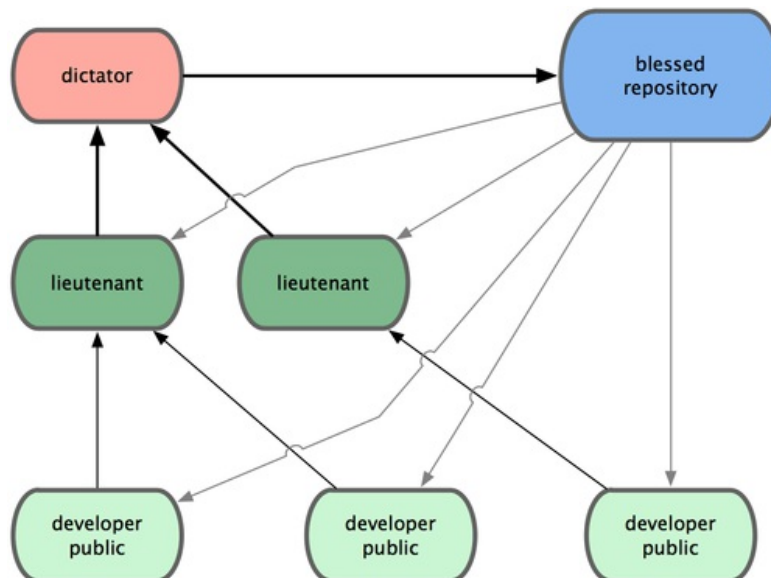 dictator
blessed
repository
lieutenant
lieutenant
developer
public
developer
public
developer
public